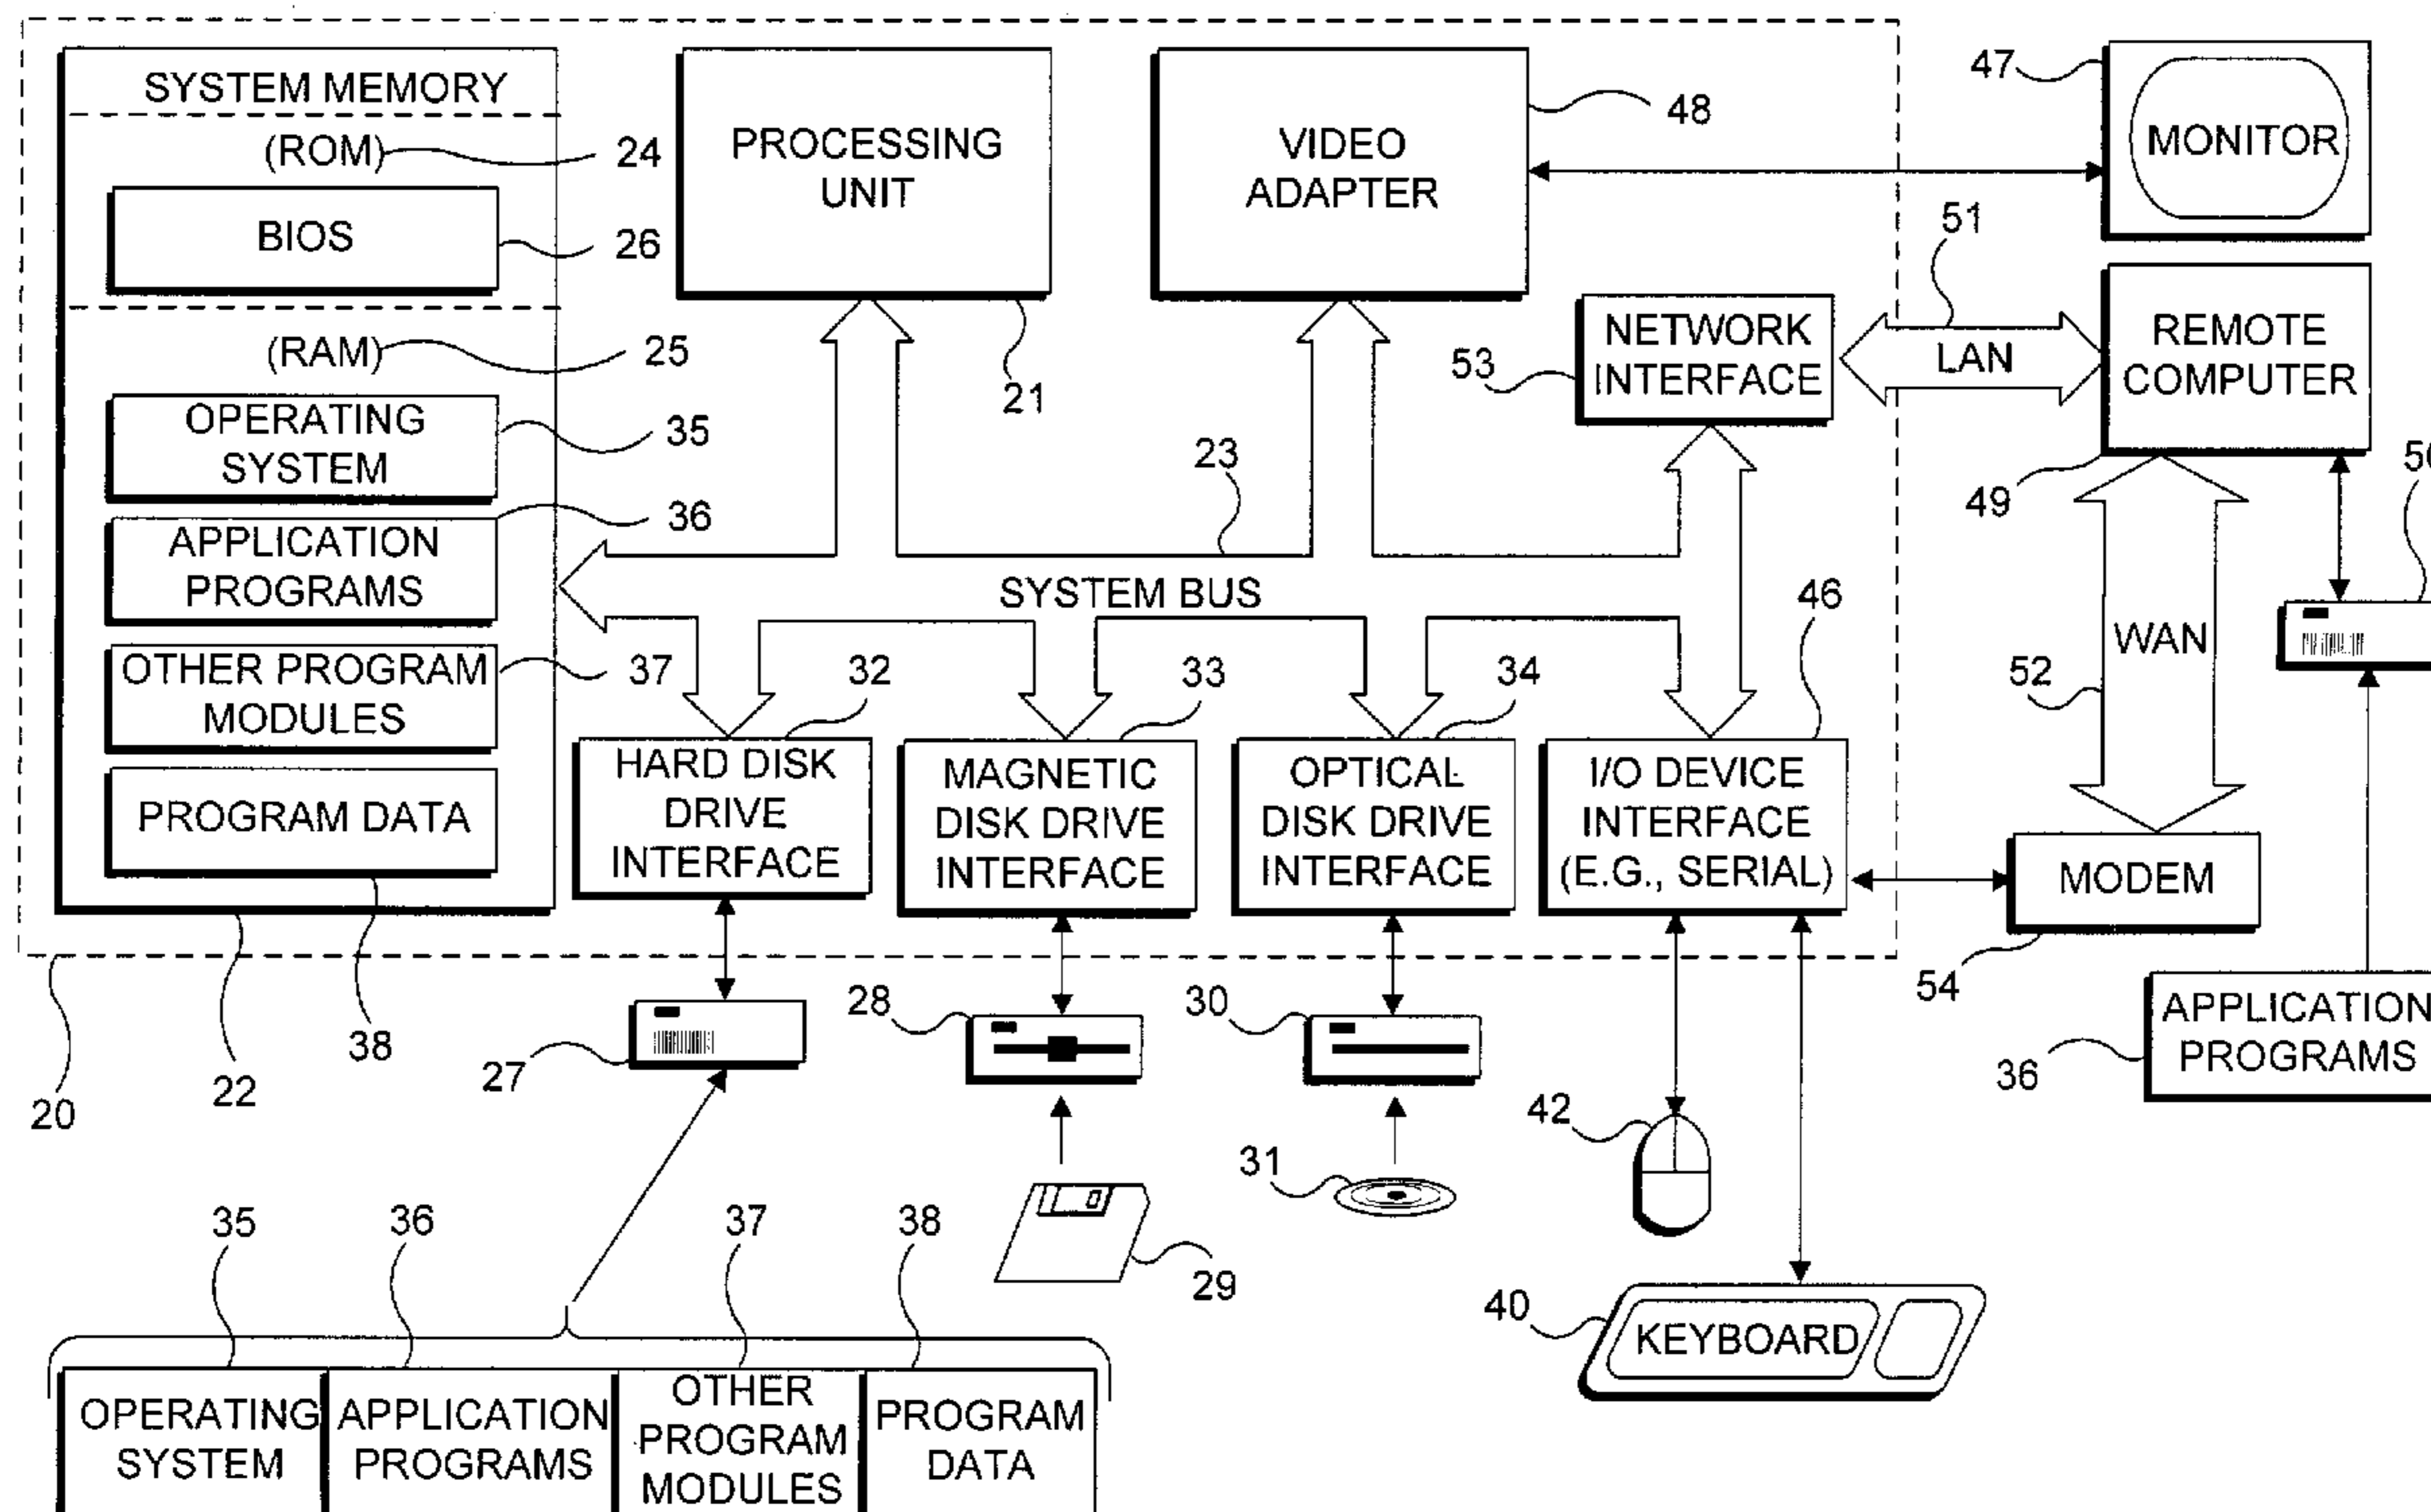 SYSTEM MEMORY
(ROM)
24
BIOS
26
(RAM)
25
OPERATING
SYSTEM
35
APPLICATION
PROGRAMS
36
OTHER PROGRAM
MODULES
37
PROGRAM DATA
38
22
20
PROCESSING
UNIT
21
VIDEO
ADAPTER
48
47
MONITOR
51
NETWORK
INTERFACE
53
LAN
REMOTE
COMPUTER
49
23
SYSTEM BUS
46
32
33
34
HARD DISK
DRIVE
INTERFACE
MAGNETIC
DISK DRIVE
INTERFACE
OPTICAL
DISK DRIVE
INTERFACE
I/O DEVICE
INTERFACE
(E.G., SERIAL)
WAN
52
MODEM
54
APPLICATION
PROGRAMS
36
27
28
30
42
31
29
40
KEYBOARD
35
36
37
38
OPERATING
SYSTEM
APPLICATION
PROGRAMS
OTHER
PROGRAM
MODULES
PROGRAM
DATA